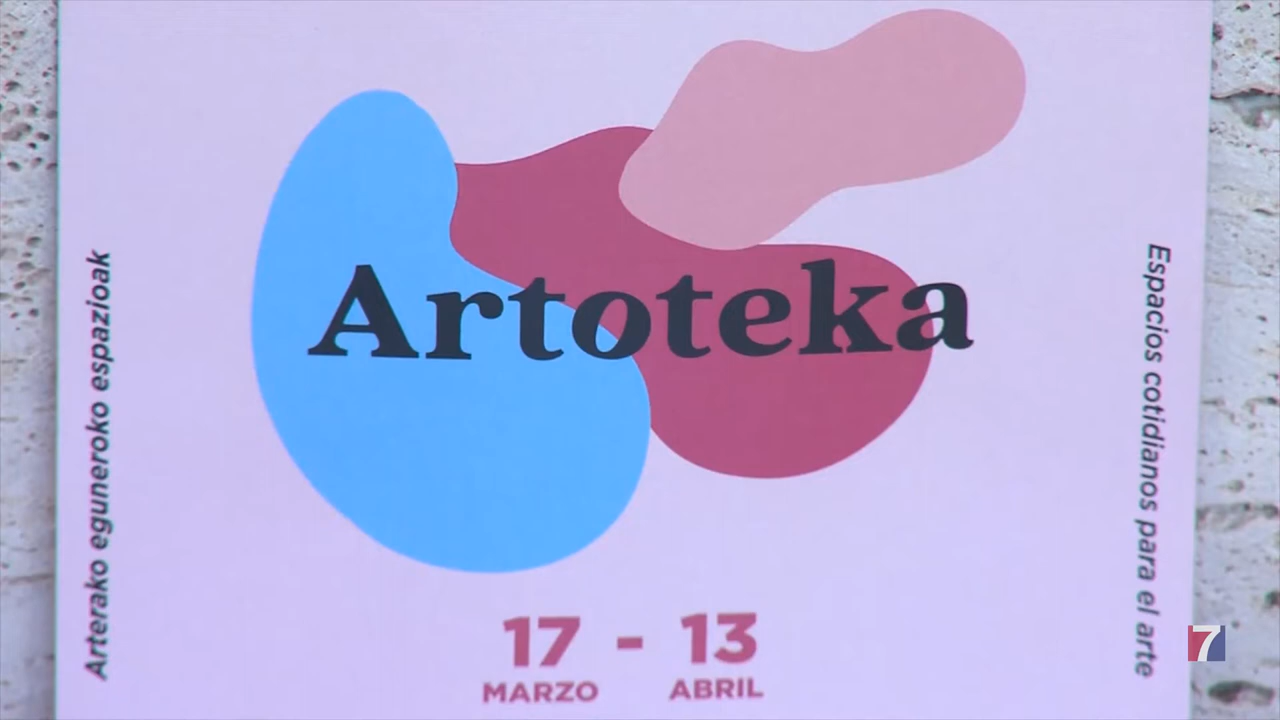 Artoteka
Arterako eguneroko espazioak
Espacios cotidianos para el arte
17 - 13
MARZO ABRIL
7